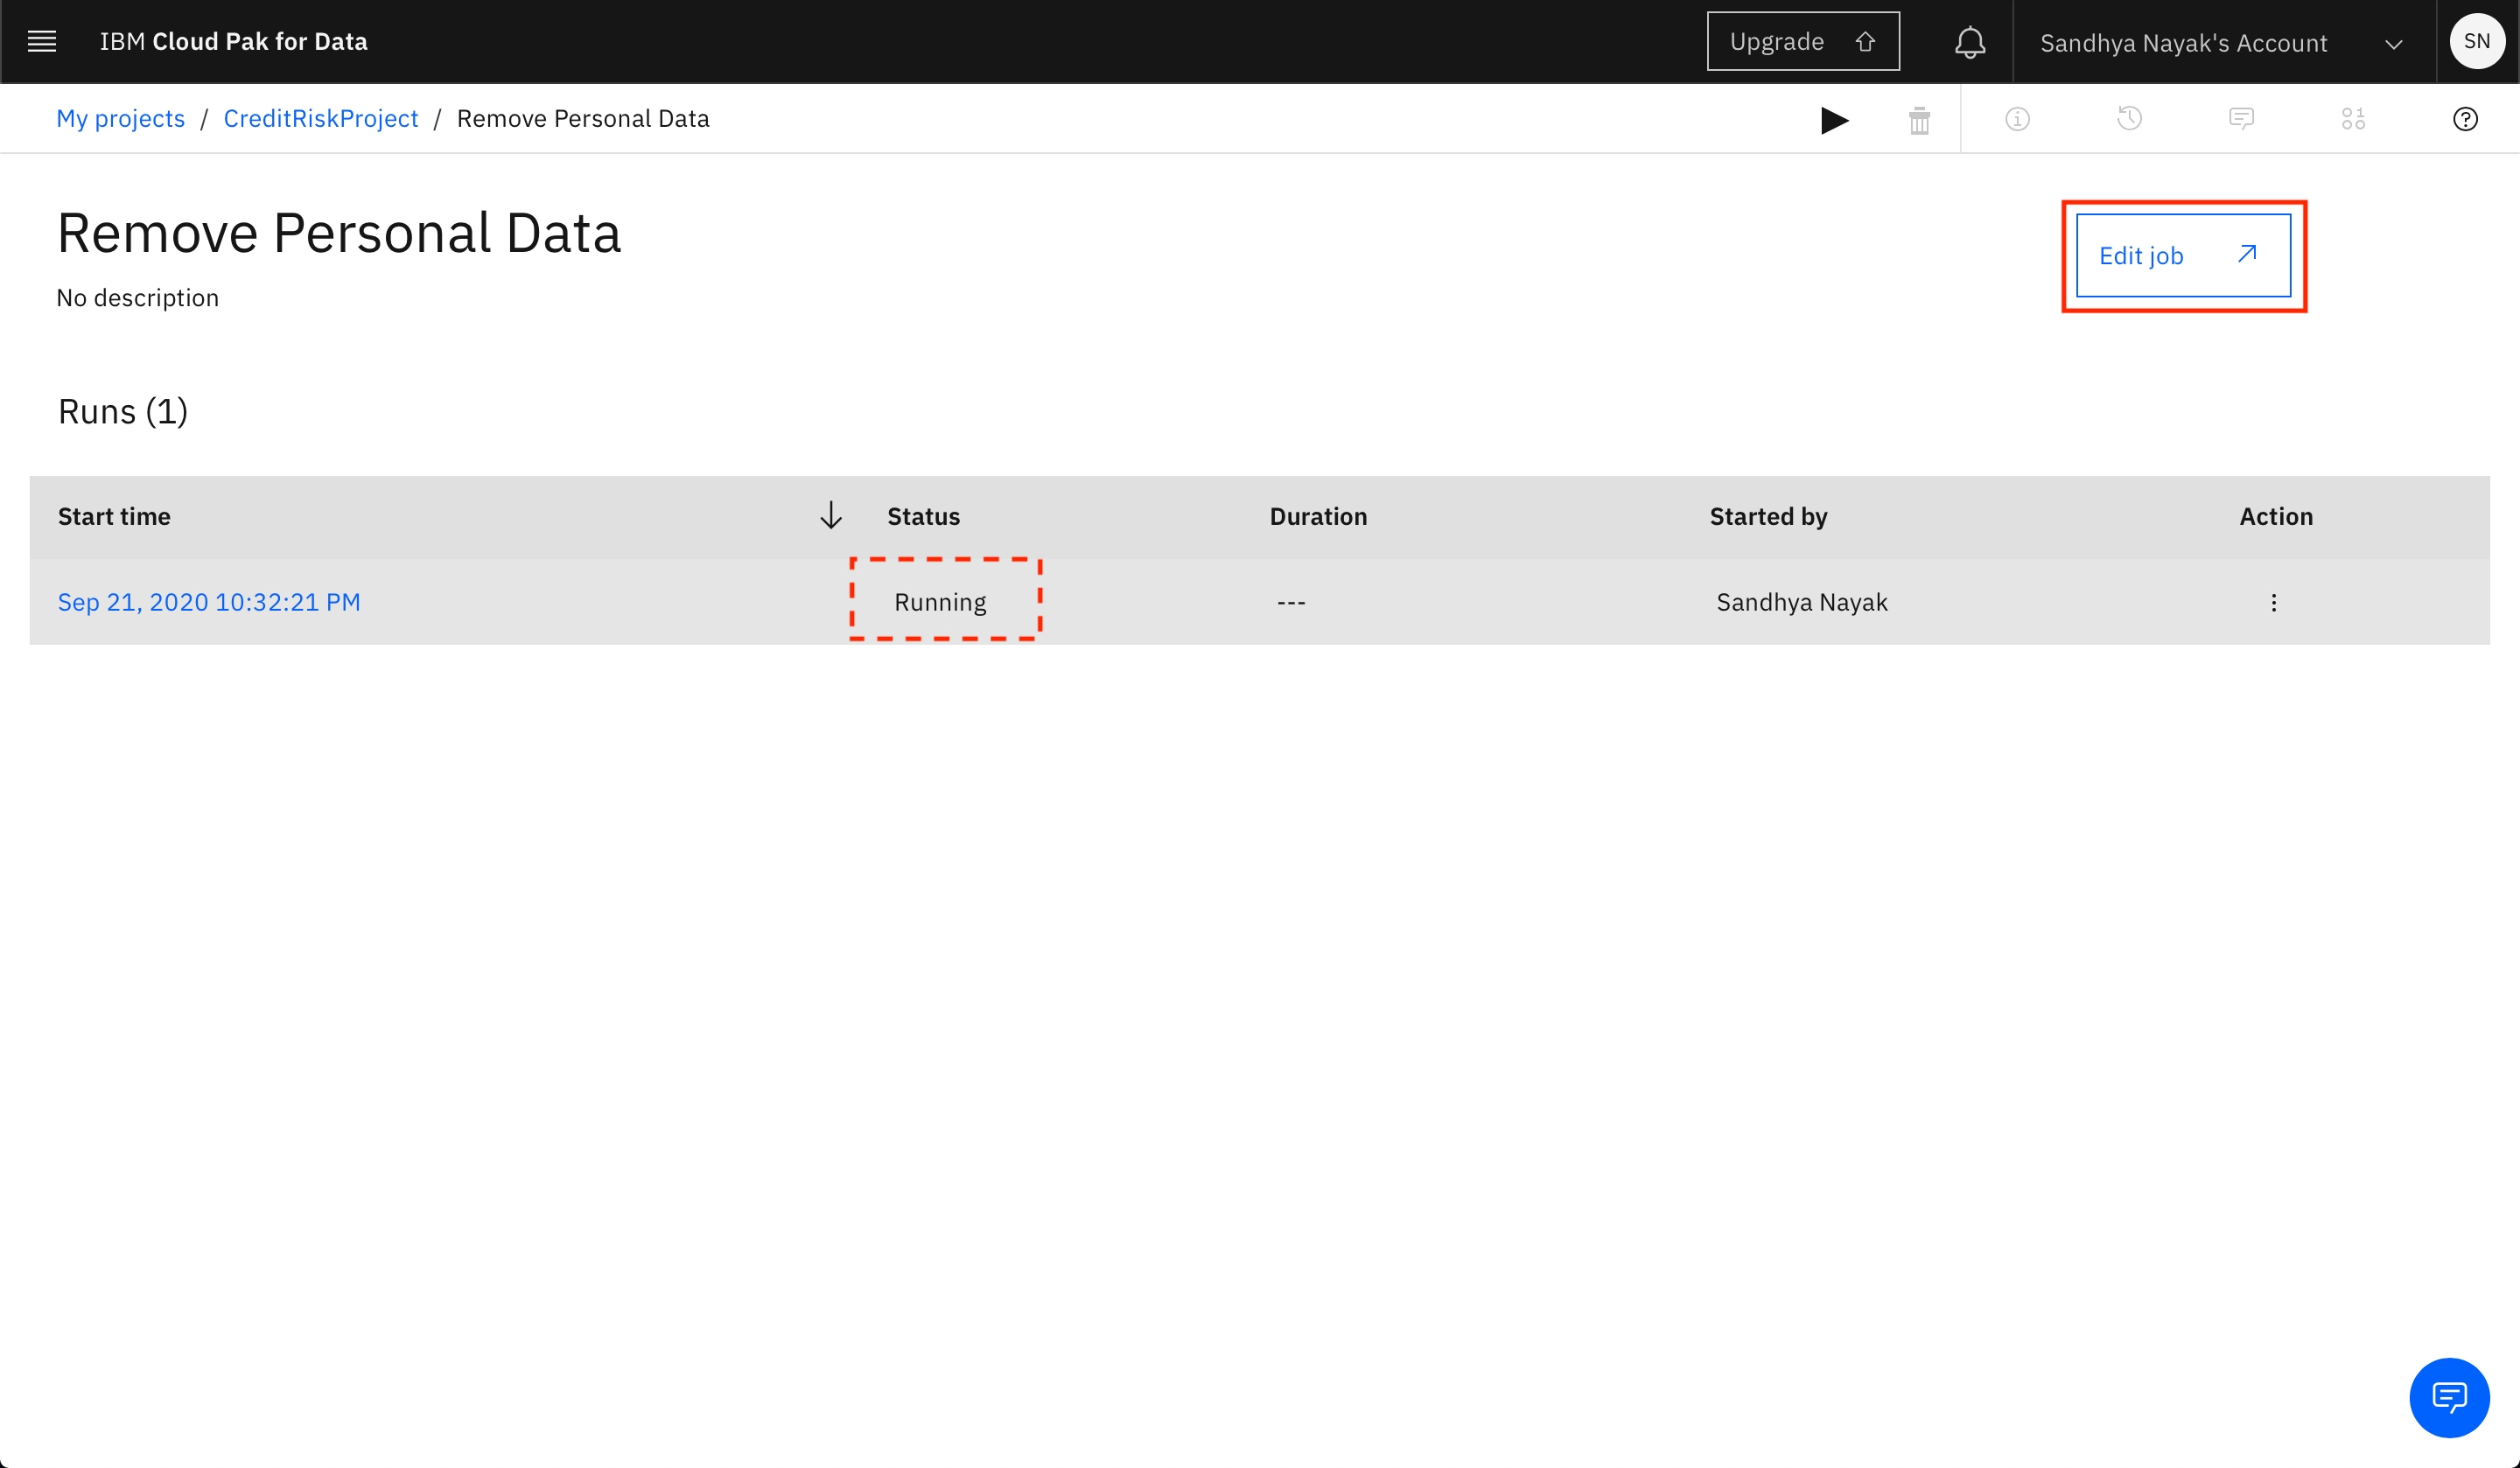 IBM Cloud Pak for Data
Upgrade
Sandhya Nayak's Account
SN
My projects / CreditRiskProject / Remove Personal Data
Remove Personal Data
Edit job
No description
Runs (1)
Start time Status Duration Started by Action
Sep 21, 2020 10:32:21 PM Running --- Sandhya Nayak